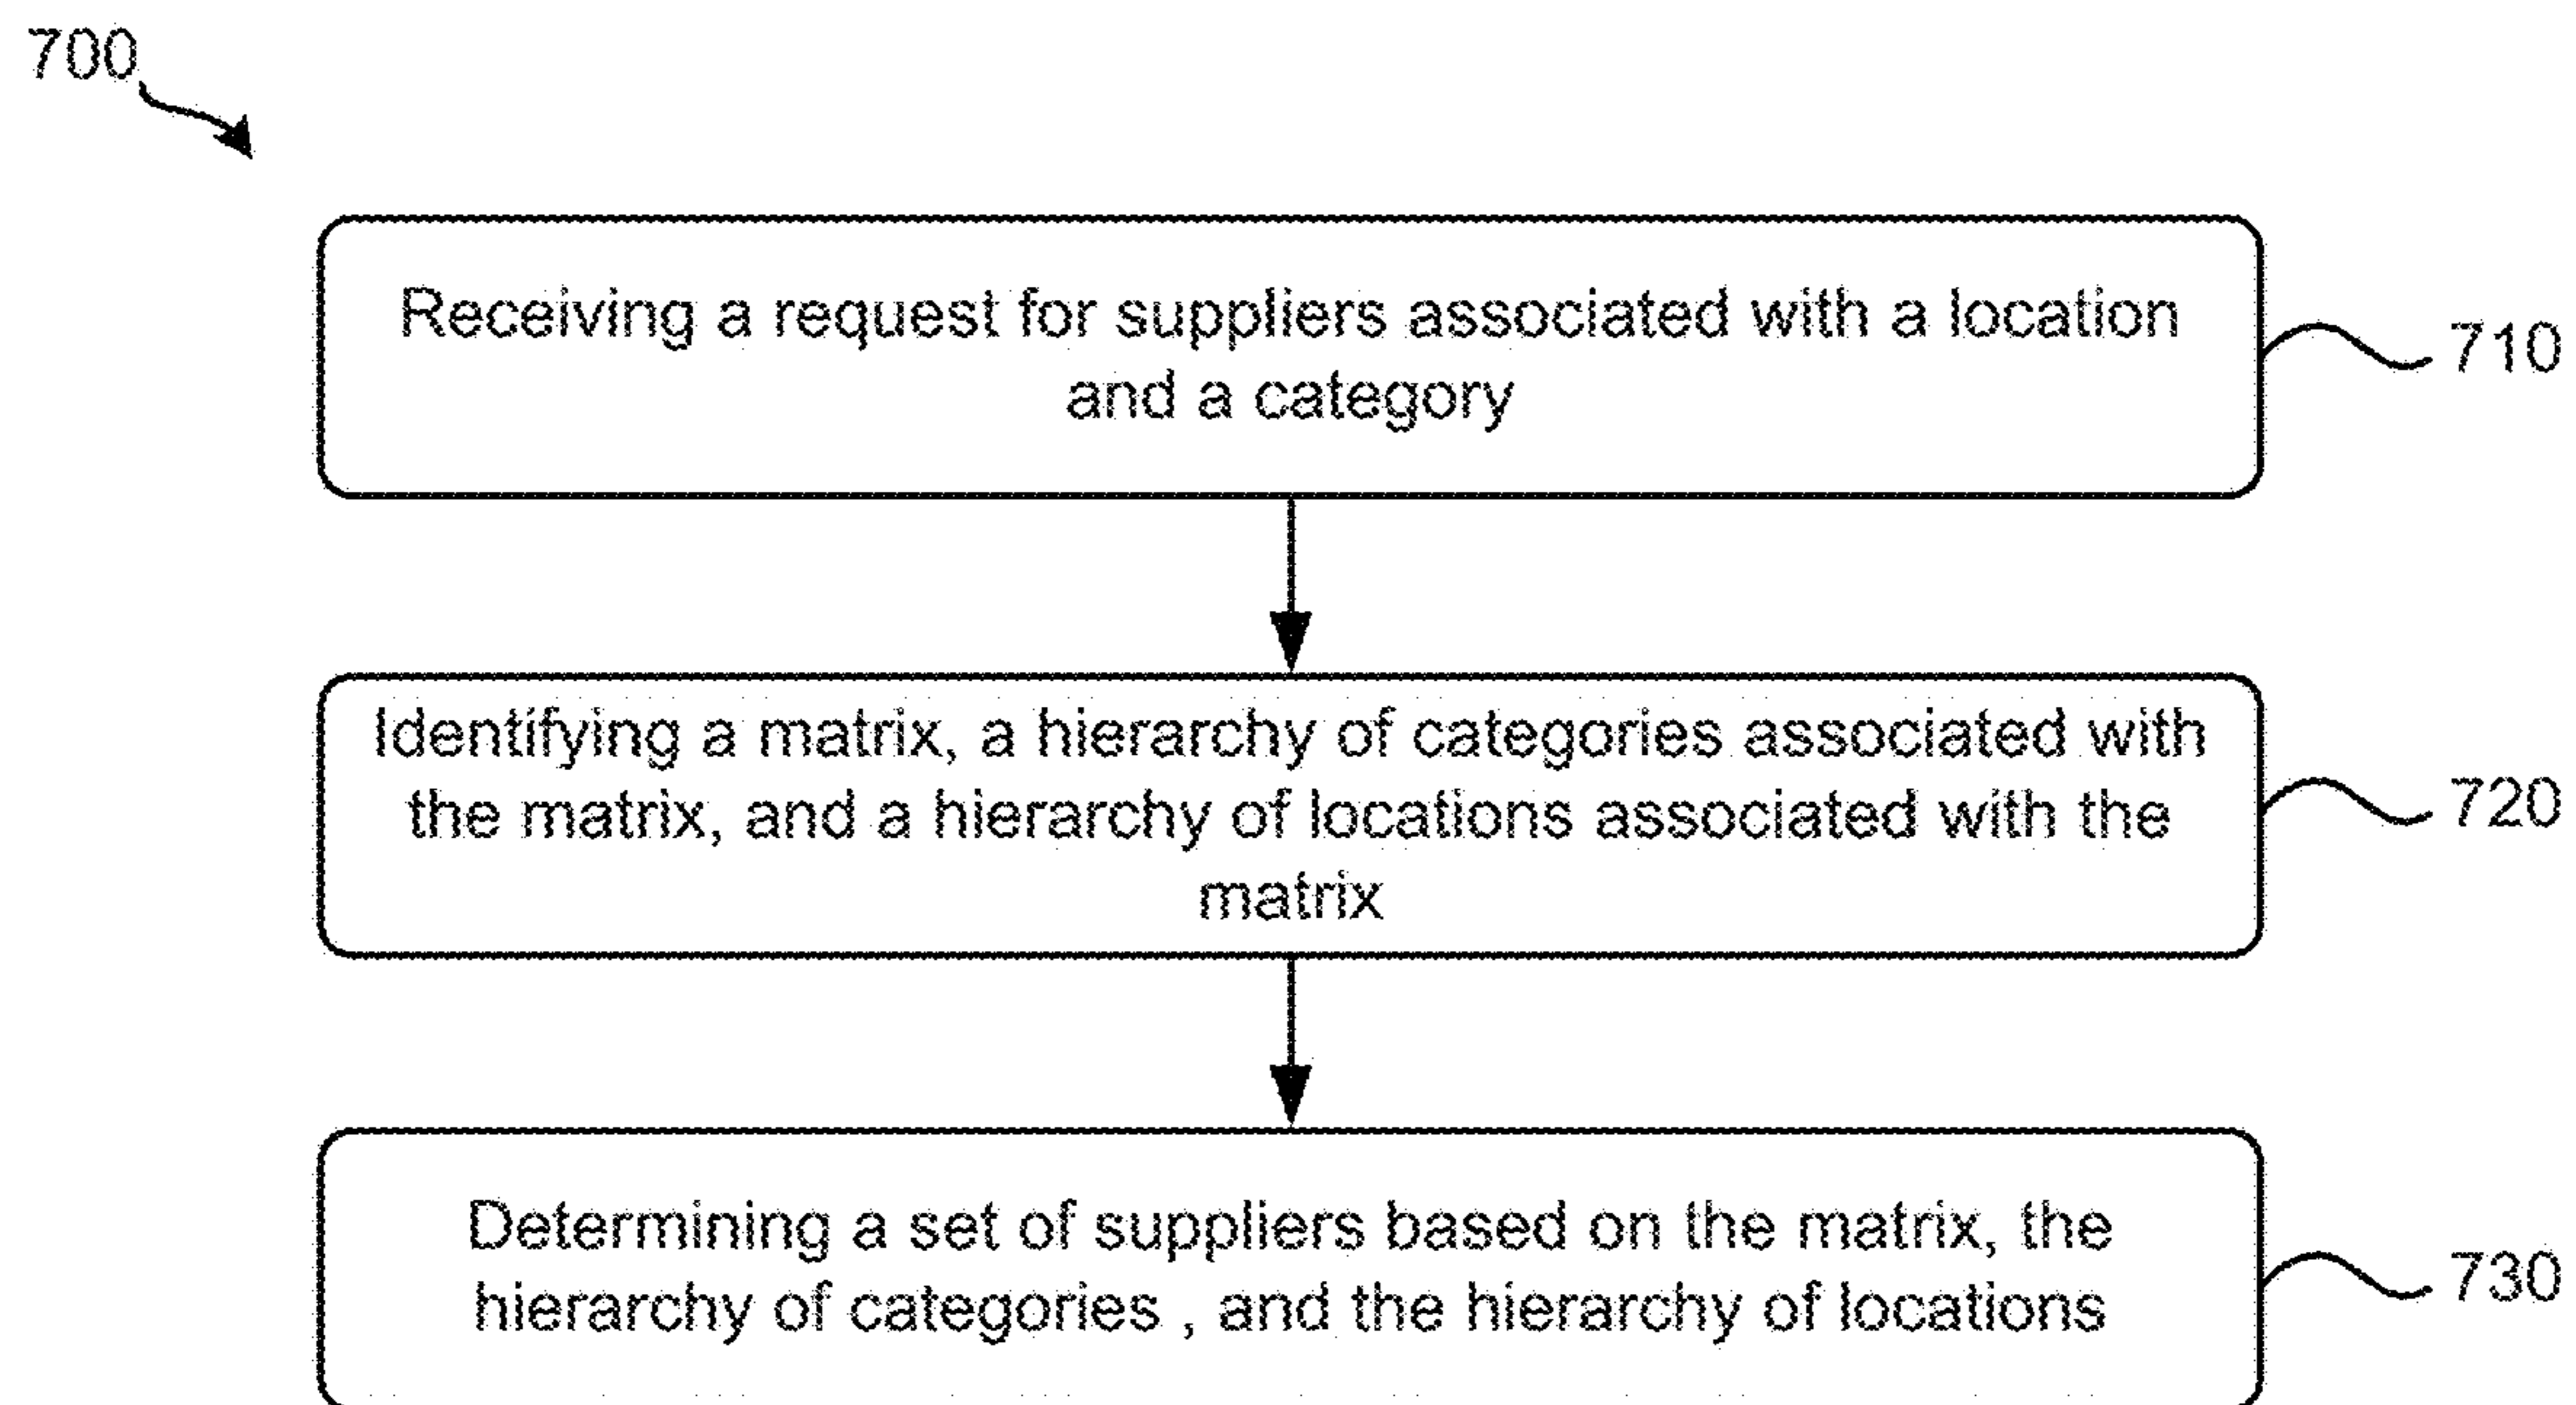 700
Receiving a request for suppliers associated with a location
and a category
710
Identifying a matrix, a hierarchy of categories associated with
the matrix, and a hierarchy of locations associated with the
matrix
720
Determining a set of suppliers based on the matrix, the
hierarchy of categories , and the hierarchy of locations
730